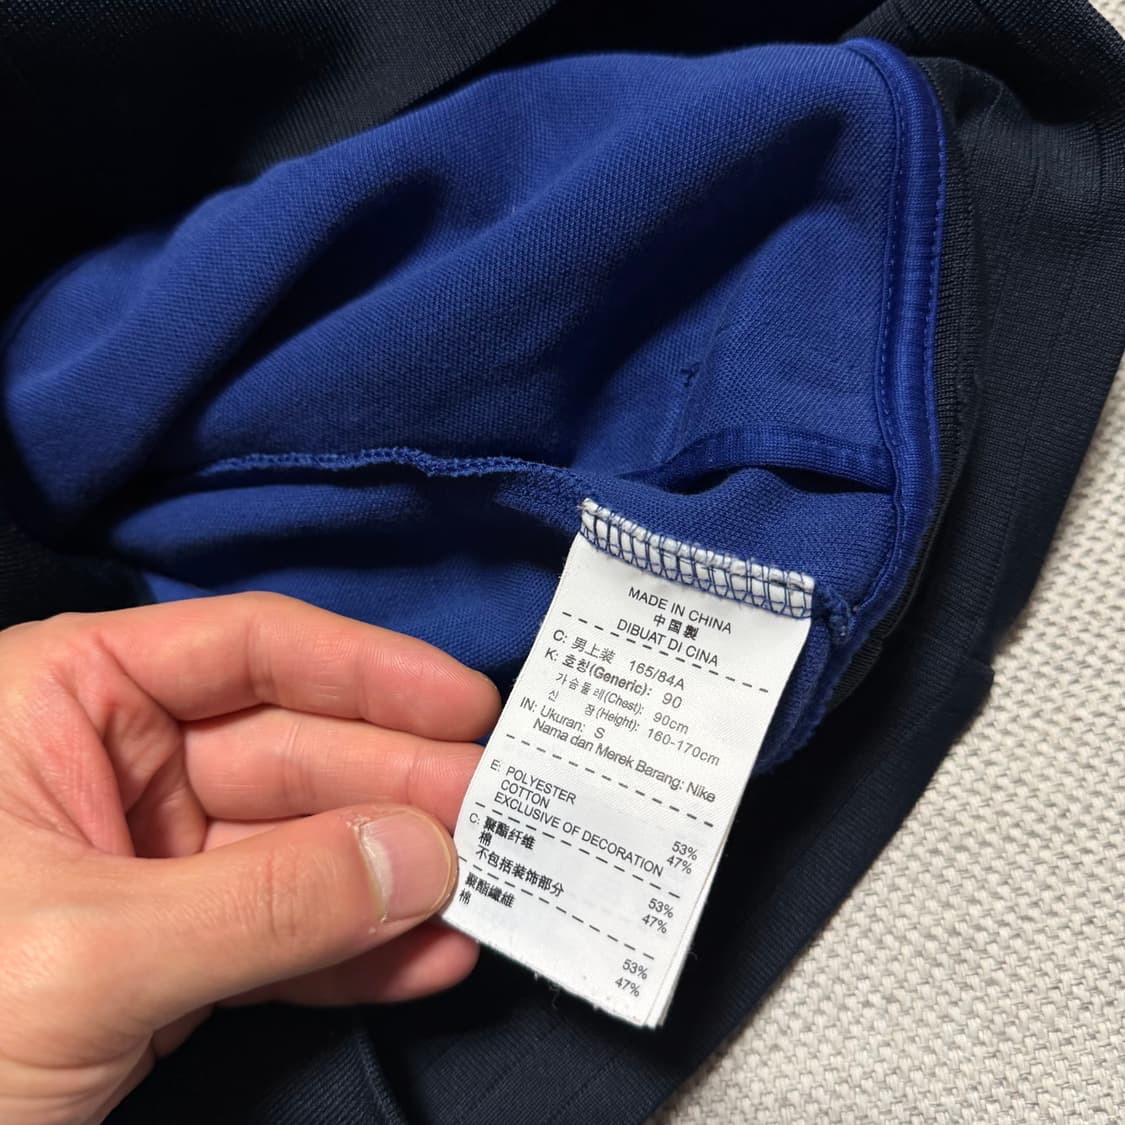 MADE IN CHINA
中国製
DIBUAT DI CINA
C: 男上装 165/84A
K: 호칭(Generic): 90
가슴둘레(Chest): 90cm
신 장(Height): 160-170cm
IN: Ukuran: S
Nama dan Merek Barang: Nike
E: POLYESTER 53%
COTTON 47%
EXCLUSIVE OF DECORATION
C: 聚酯纤维 53%
棉 47%
不包括装饰部分
聚酯纖維 53%
棉 47%